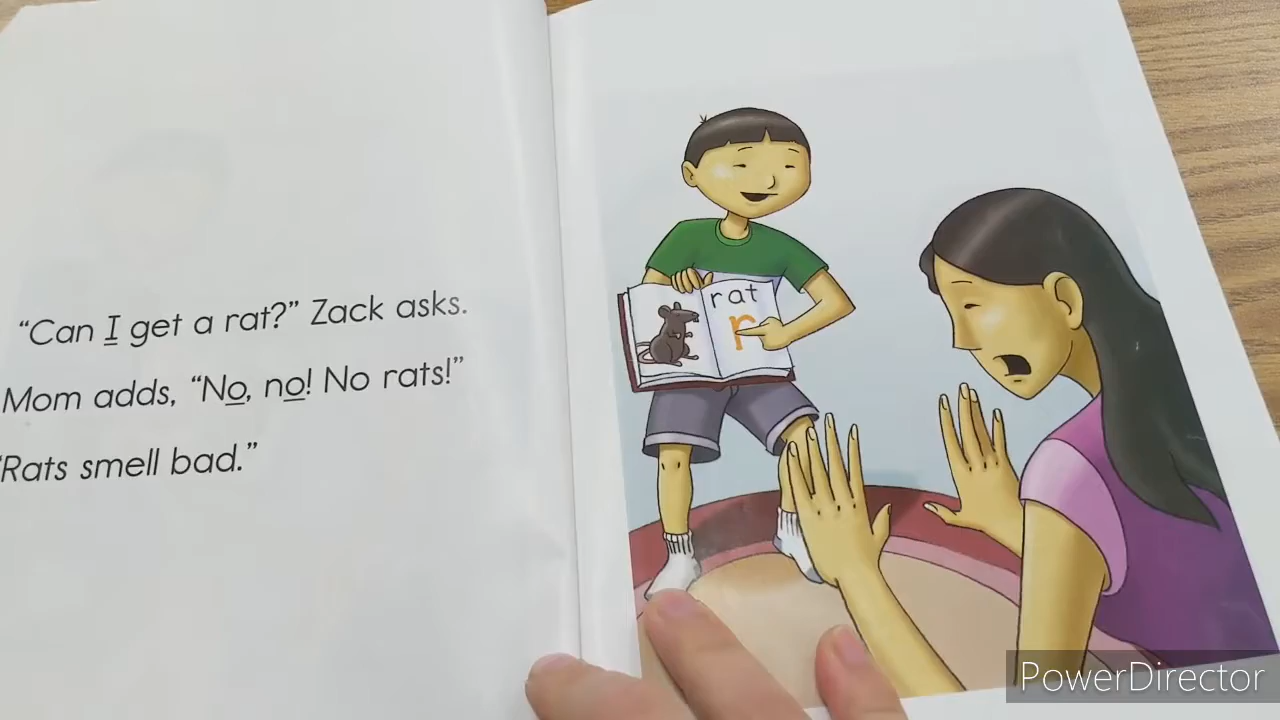 “Can I get a rat?” Zack asks.
Mom adds, “No, no! No rats!”
“Rats smell bad.”
rat
r
PowerDirector